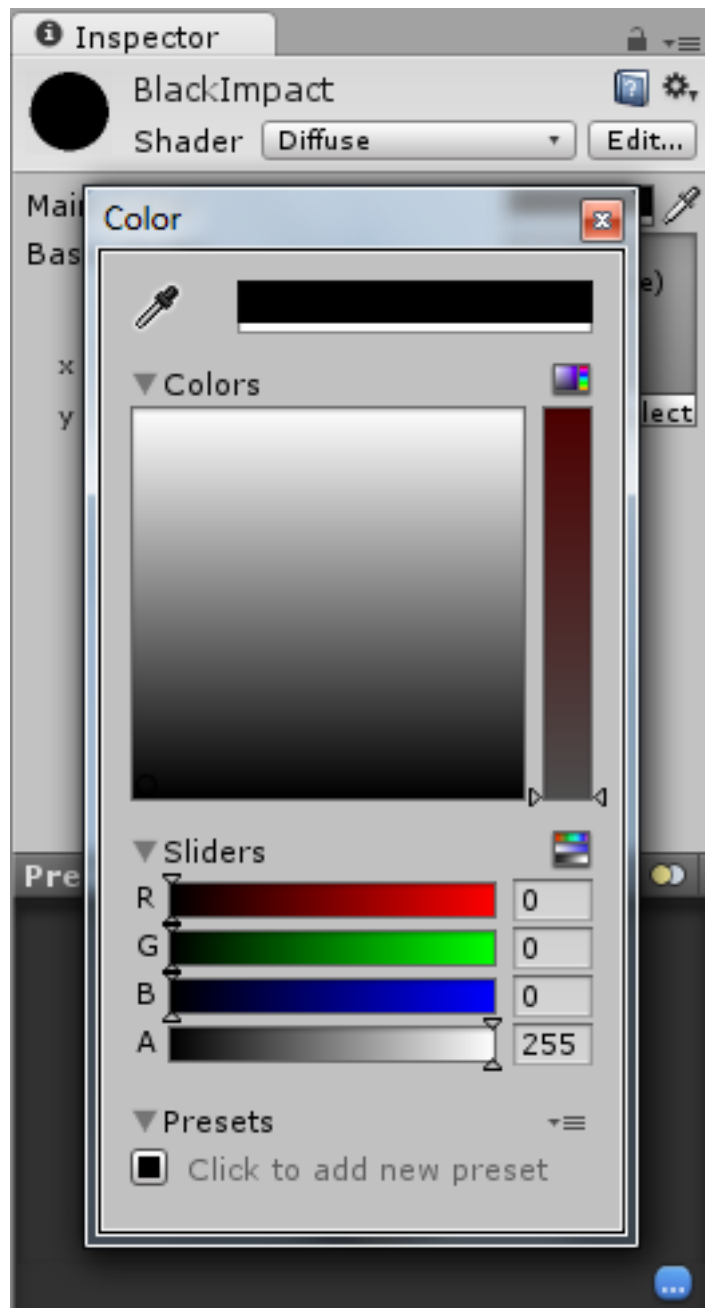 Inspector
BlackImpact
Shader Diffuse Edit...
Color
Colors
x
y
Sliders
R 0
G 0
B 0
A 255
Presets
Click to add new preset